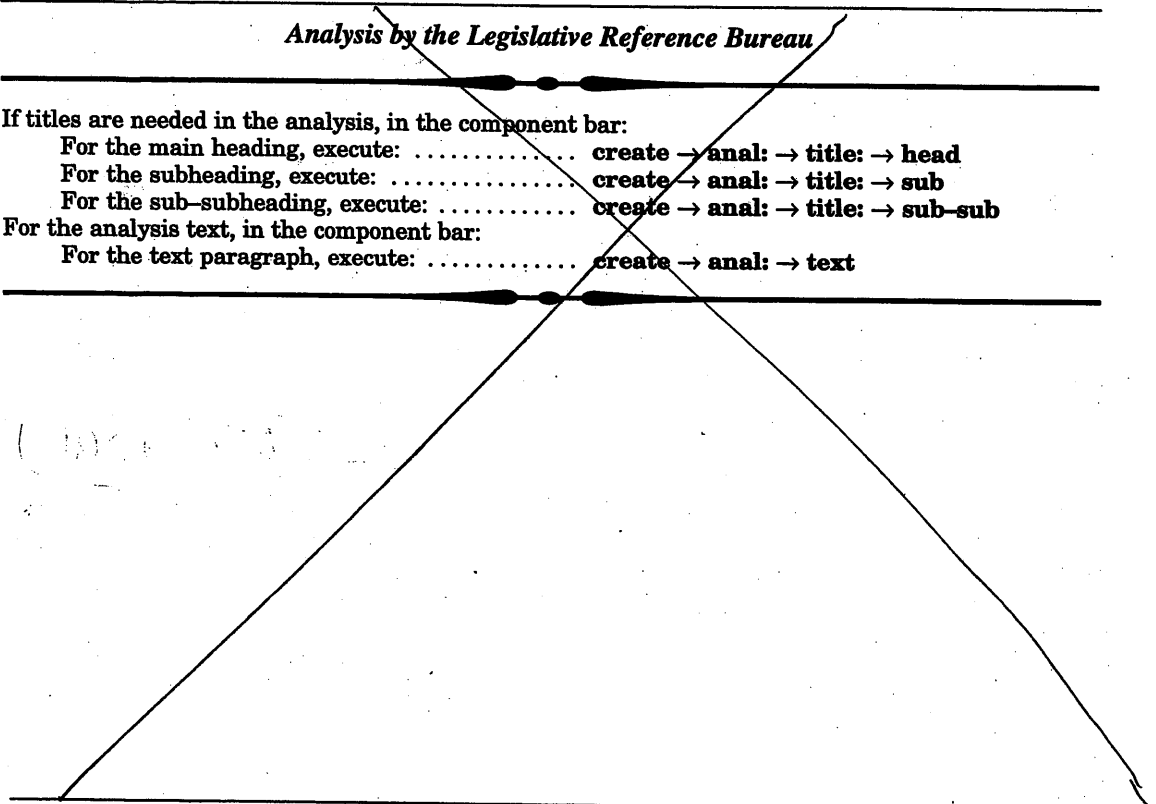 Analysis by the Legislative Reference Bureau
If titles are needed in the analysis, in the component bar:
For the main heading, execute: .............. create → anal: → title: → head
For the subheading, execute: ................ create → anal: → title: → sub
For the sub–subheading, execute: ............. create → anal: → title: → sub–sub
For the analysis text, in the component bar:
For the text paragraph, execute: ............. create → anal: → text